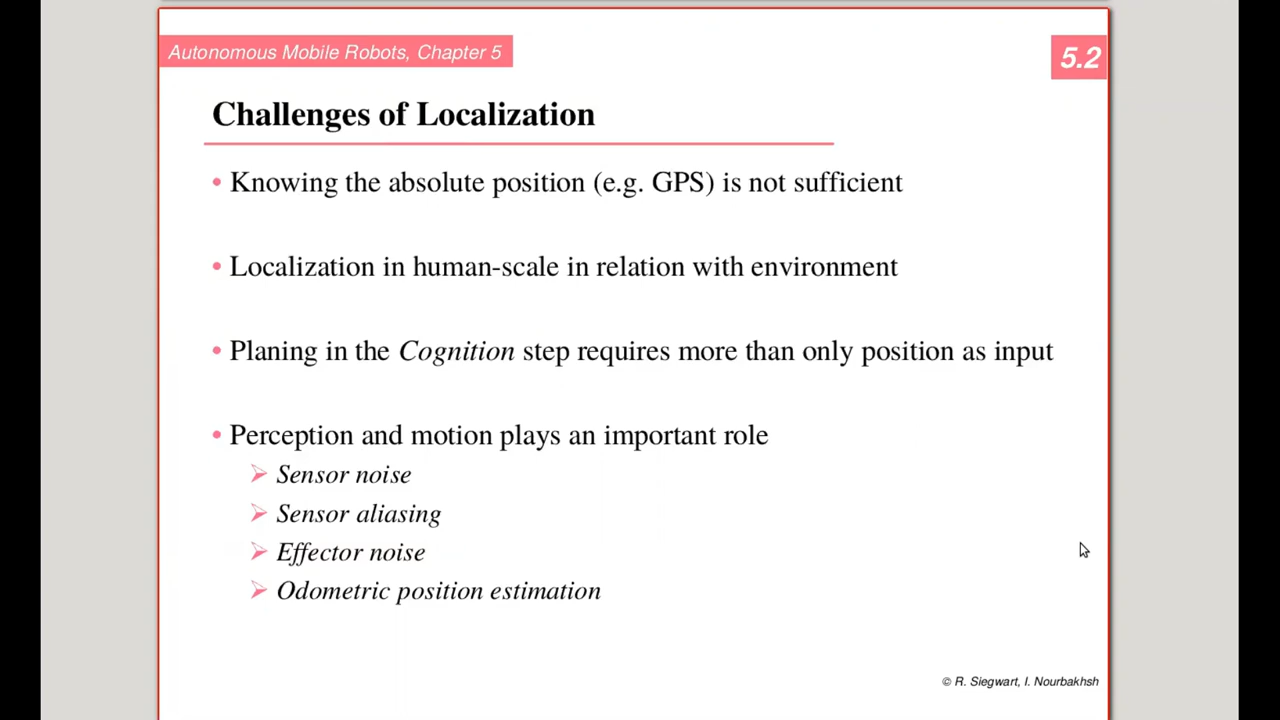 Autonomous Mobile Robots, Chapter 5
5.2
Challenges of Localization
• Knowing the absolute position (e.g. GPS) is not sufficient
• Localization in human-scale in relation with environment
• Planing in the Cognition step requires more than only position as input
• Perception and motion plays an important role
➢ Sensor noise
➢ Sensor aliasing
➢ Effector noise
➢ Odometric position estimation
© R. Siegwart, I. Nourbakhsh